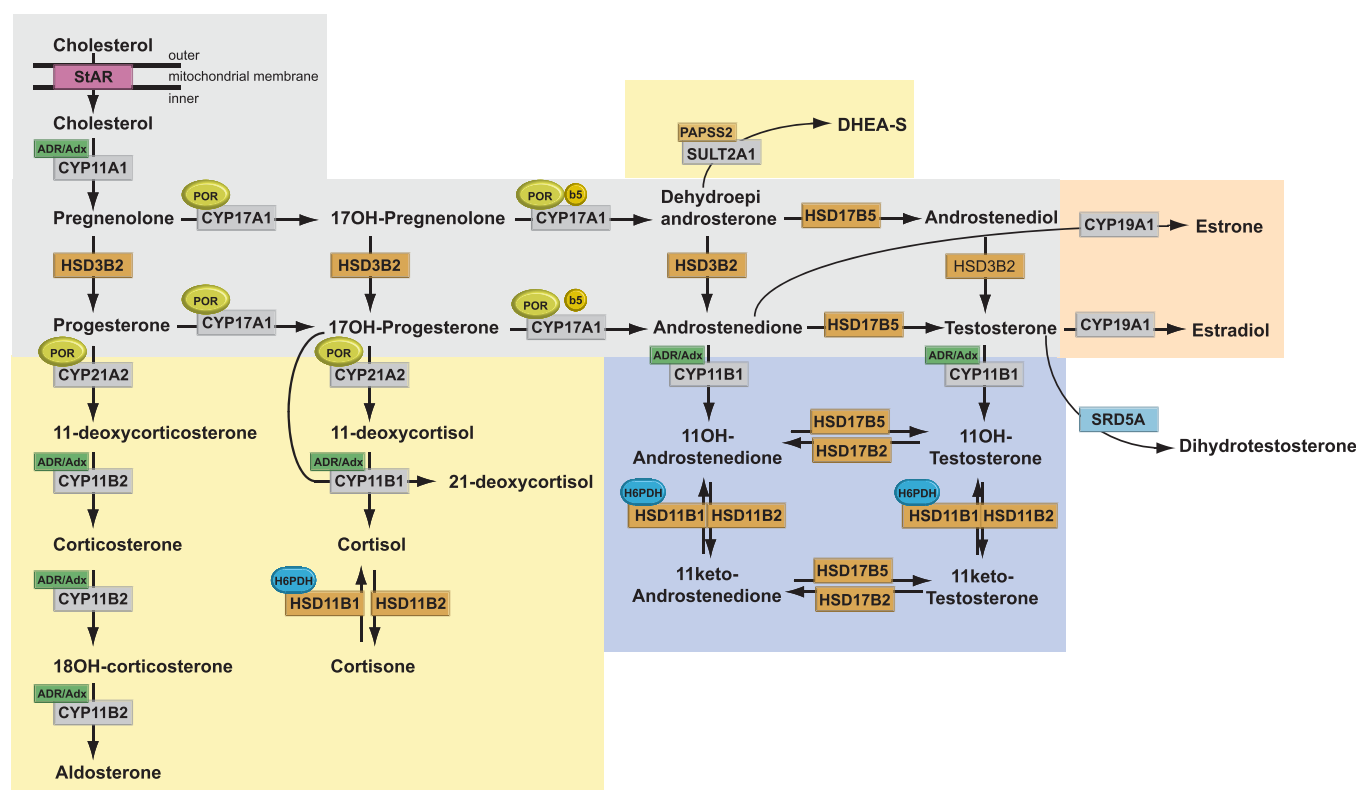 Cholesterol
outer
StAR
mitochondrial membrane
inner
Cholesterol
ADR/Adx
CYP11A1
PAPSS2
SULT2A1
DHEA-S
Pregnenolone
POR
CYP17A1
17OH-Pregnenolone
POR
b5
CYP17A1
Dehydroepi
androsterone
HSD17B5
Androstenediol
CYP19A1
Estrone
HSD3B2
HSD3B2
HSD3B2
HSD3B2
Progesterone
POR
CYP17A1
17OH-Progesterone
POR
b5
CYP17A1
Androstenedione
HSD17B5
Testosterone
CYP19A1
Estradiol
POR
CYP21A2
POR
CYP21A2
ADR/Adx
CYP11B1
ADR/Adx
CYP11B1
SRD5A
Dihydrotestosterone
11-deoxycorticosterone
11-deoxycortisol
11OH-
Androstenedione
HSD17B5
HSD17B2
11OH-
Testosterone
ADR/Adx
CYP11B2
ADR/Adx
CYP11B1
21-deoxycortisol
H6PDH
HSD11B1
HSD11B2
H6PDH
HSD11B1
HSD11B2
Corticosterone
Cortisol
ADR/Adx
CYP11B2
H6PDH
HSD11B1
HSD11B2
11keto-
Androstenedione
HSD17B5
HSD17B2
11keto-
Testosterone
18OH-corticosterone
Cortisone
ADR/Adx
CYP11B2
Aldosterone